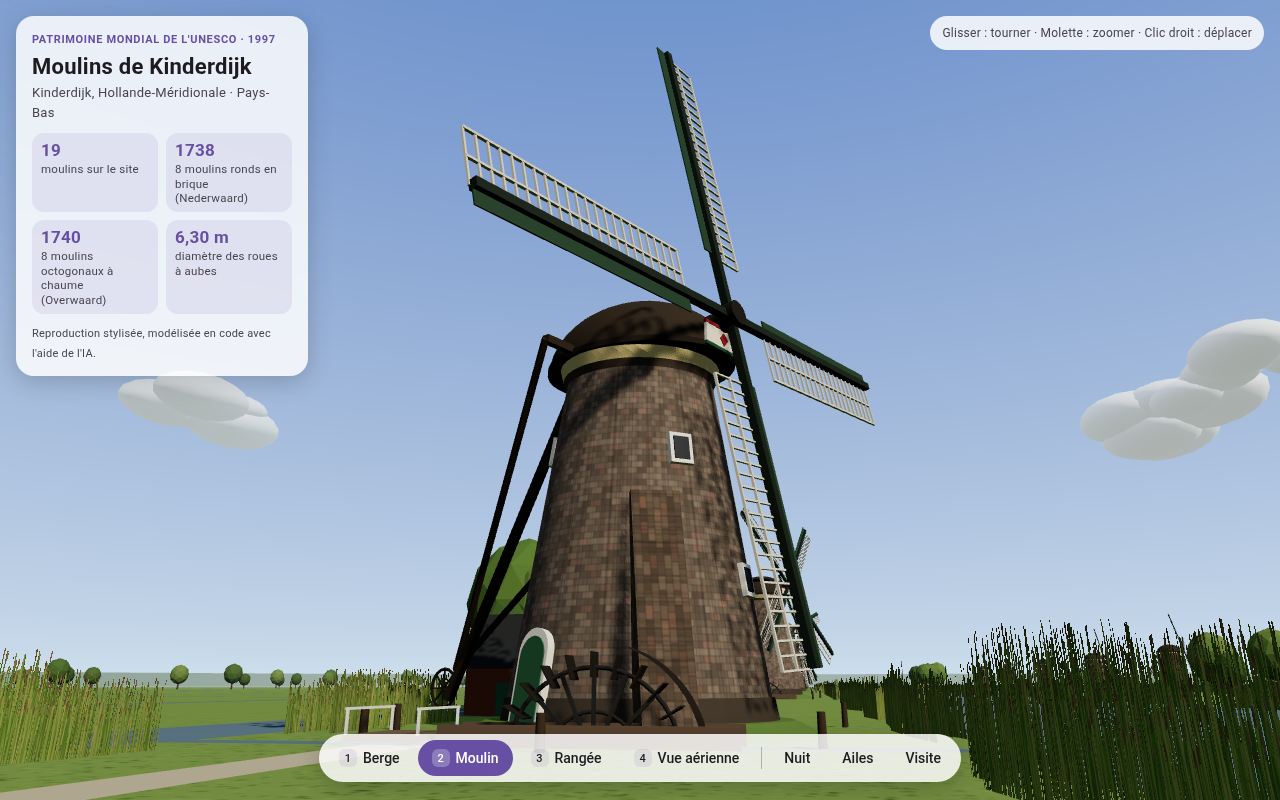 PATRIMOINE MONDIAL DE L'UNESCO · 1997
Moulins de Kinderdijk
Kinderdijk, Hollande-Méridionale · Pays-
Bas
19
moulins sur le site
1738
8 moulins ronds en
brique
(Nederwaard)
1740
8 moulins
octogonaux à
chaume
(Overwaard)
6,30 m
diamètre des roues
à aubes
Reproduction stylisée, modélisée en code avec
l'aide de l'IA.
Glisser : tourner · Molette : zoomer · Clic droit : déplacer
1 Berge
2 Moulin
3 Rangée
4 Vue aérienne
Nuit
Ailes
Visite